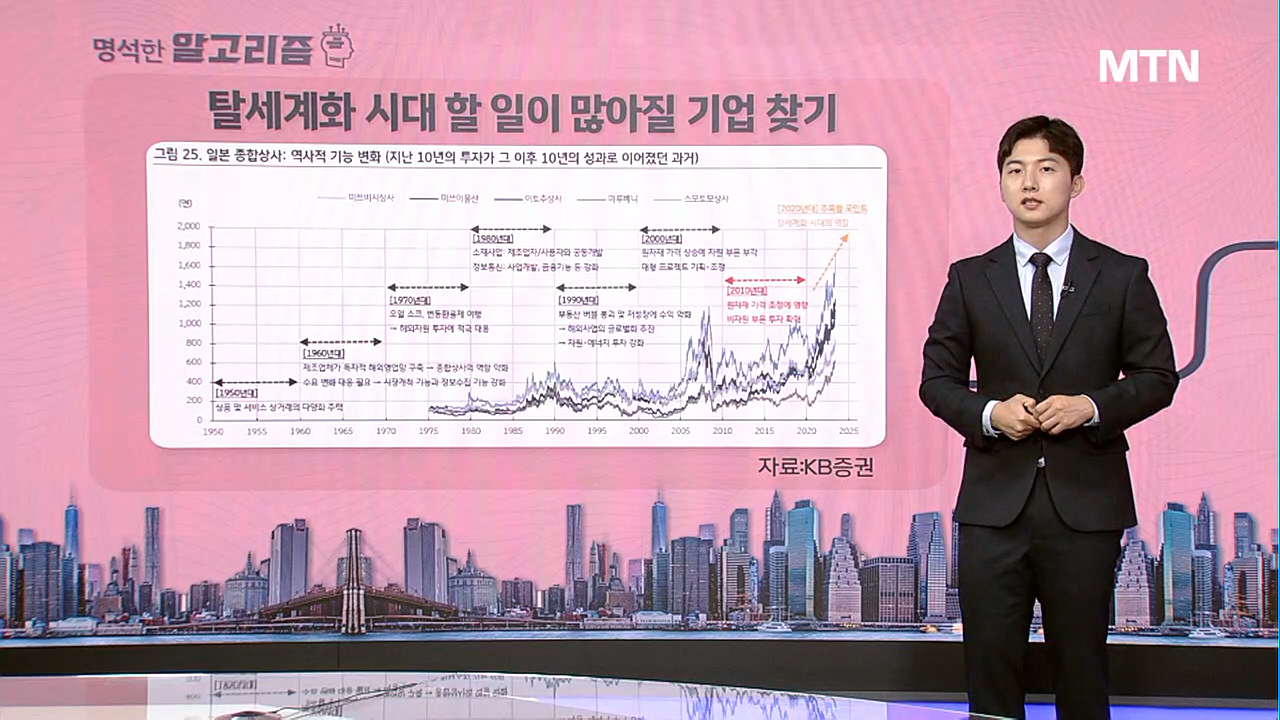 명석한 알고리즘
MTN
탈세계화 시대 할 일이 많아질 기업 찾기
그림 25. 일본 종합상사: 역사적 기능 변화 (지난 10년의 투자가 그 이후 10년의 성과로 이어졌던 과거)
미쓰비시상사 미쓰이물산 이토추상사 마루베니 스모토모상사
(엔)
2,000
1,800
1,600
1,400
1,200
1,000
800
600
400
200
0
1950 1955 1960 1965 1970 1975 1980 1985 1990 1995 2000 2005 2010 2015 2020 2025
[1950년대]
상품 및 서비스 상거래의 다양화 주력
[1960년대]
제조업체가 독자적 해외영업망 구축 → 종합상사의 역할 약화
수요 변화 대응 필요 → 시장개척 기능과 정보수집 기능 강화
[1970년대]
오일 쇼크, 변동환율제 이행
→ 해외자원 투자에 적극 대응
[1980년대]
소재사업: 제조업자/사용자와 공동개발
정보통신: 사업개발, 금융기능 등 강화
[1990년대]
부동산 버블 붕괴 및 저성장에 수익 악화
→ 해외사업의 글로벌화 추진
→ 자원·에너지 투자 강화
[2000년대]
원자재 가격 상승에 자원 부문 부각
대형 프로젝트 기획·조정
[2010년대]
원자재 가격 조정에 영향
비자원 부문 투자 확대
[2020년대] 주목할 포인트
탈세계화 시대의 역할
자료:KB증권